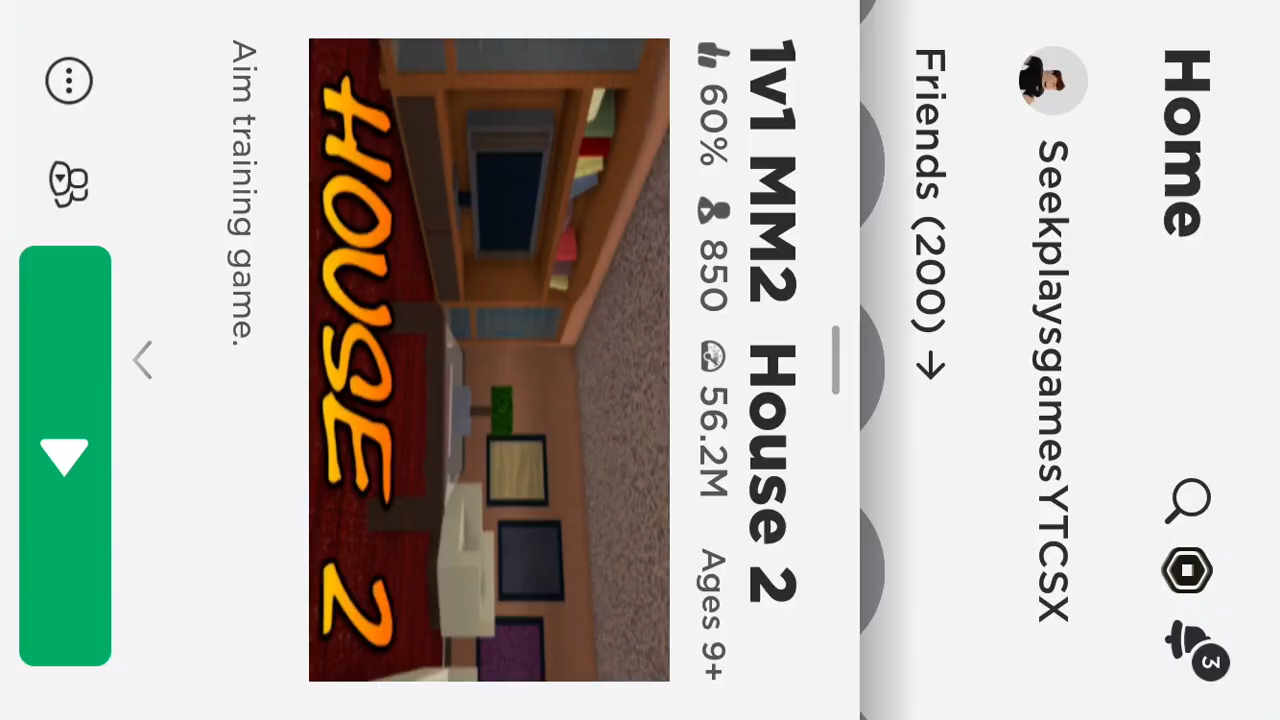 Home
3
SeekplaysgamesYTCSX
Friends (200) →
1v1 MM2 House 2
60% 850 56.2M Ages 9+
HOUSE 2
Aim training game.